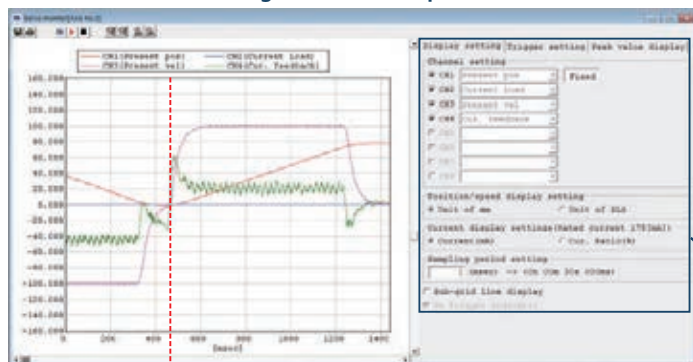 CH1(Present pos)
CH2(Current Load)
CH3(Present vel)
CH4(Cur. feedback)
160.000
140.000
120.000
100.000
80.000
60.000
40.000
20.000
0.000
-20.000
-40.000
-60.000
-80.000
-100.000
-120.000
-140.000
-160.000
0
200
400
600
800
1000
1200
1400
[msec]
Display setting
Trigger setting
Peak value display
Channel setting
CH1 Present pos
Fixed
CH2 Current load
CH3 Present vel
CH4 Cur. feedback
Position/speed display setting
Unit of mm
Current display settings(Rated current
Current(mA)
Cur. Ratio(%)
Sampling period setting
Sub-grid line display